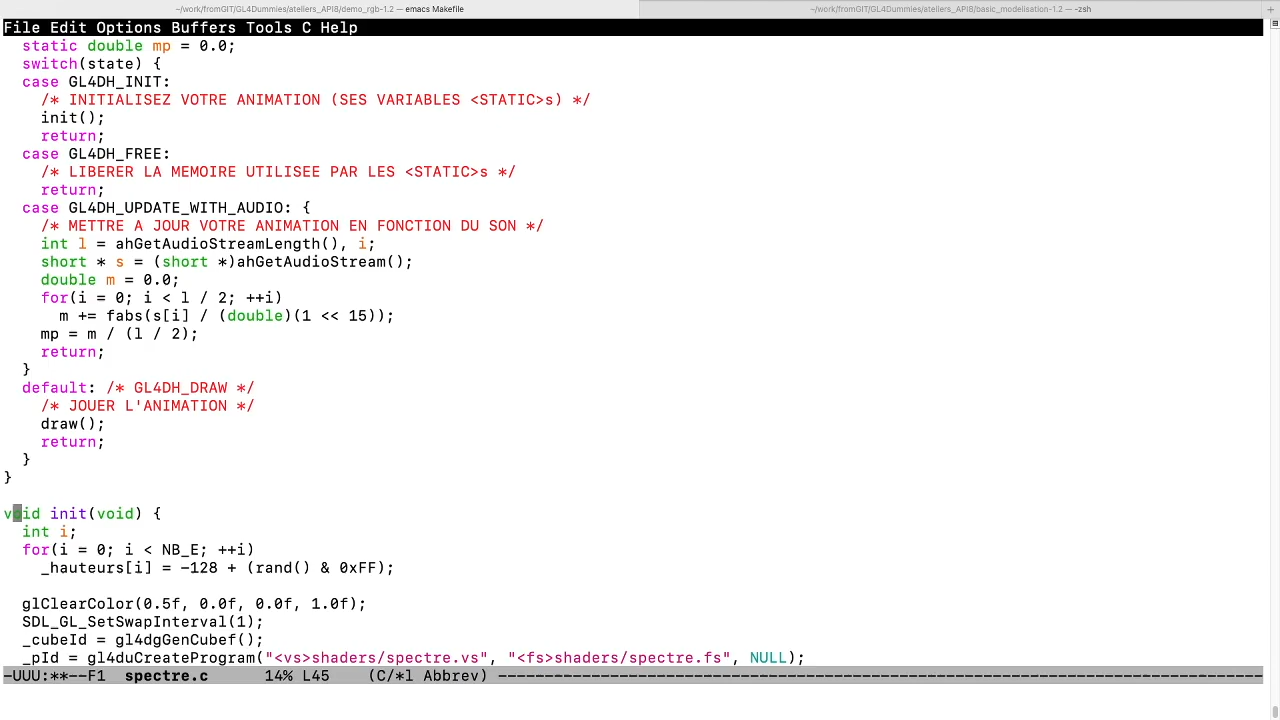 ~/work/fromGIT/GL4Dummies/ateliers_API8/demo_rgb-1.2 — emacs Makefile
~/work/fromGIT/GL4Dummies/ateliers_API8/basic_modelisation-1.2 — -zsh
+
File Edit Options Buffers Tools C Help
  static double mp = 0.0;
  switch(state) {
  case GL4DH_INIT:
    /* INITIALISEZ VOTRE ANIMATION (SES VARIABLES <STATIC>s) */
    init();
    return;
  case GL4DH_FREE:
    /* LIBERER LA MEMOIRE UTILISEE PAR LES <STATIC>s */
    return;
  case GL4DH_UPDATE_WITH_AUDIO: {
    /* METTRE A JOUR VOTRE ANIMATION EN FONCTION DU SON */
    int l = ahGetAudioStreamLength(), i;
    short * s = (short *)ahGetAudioStream();
    double m = 0.0;
    for(i = 0; i < l / 2; ++i)
      m += fabs(s[i] / (double)(1 << 15));
    mp = m / (l / 2);
    return;
  }
  default: /* GL4DH_DRAW */
    /* JOUER L'ANIMATION */
    draw();
    return;
  }
}
void init(void) {
  int i;
  for(i = 0; i < NB_E; ++i)
    _hauteurs[i] = -128 + (rand() & 0xFF);
  glClearColor(0.5f, 0.0f, 0.0f, 1.0f);
  SDL_GL_SetSwapInterval(1);
  _cubeId = gl4dgGenCubef();
  _pId = gl4duCreateProgram("<vs>shaders/spectre.vs", "<fs>shaders/spectre.fs", NULL);
-UUU:**--F1  spectre.c      14% L45    (C/*l Abbrev) ----------------------------------------------------------------------------------